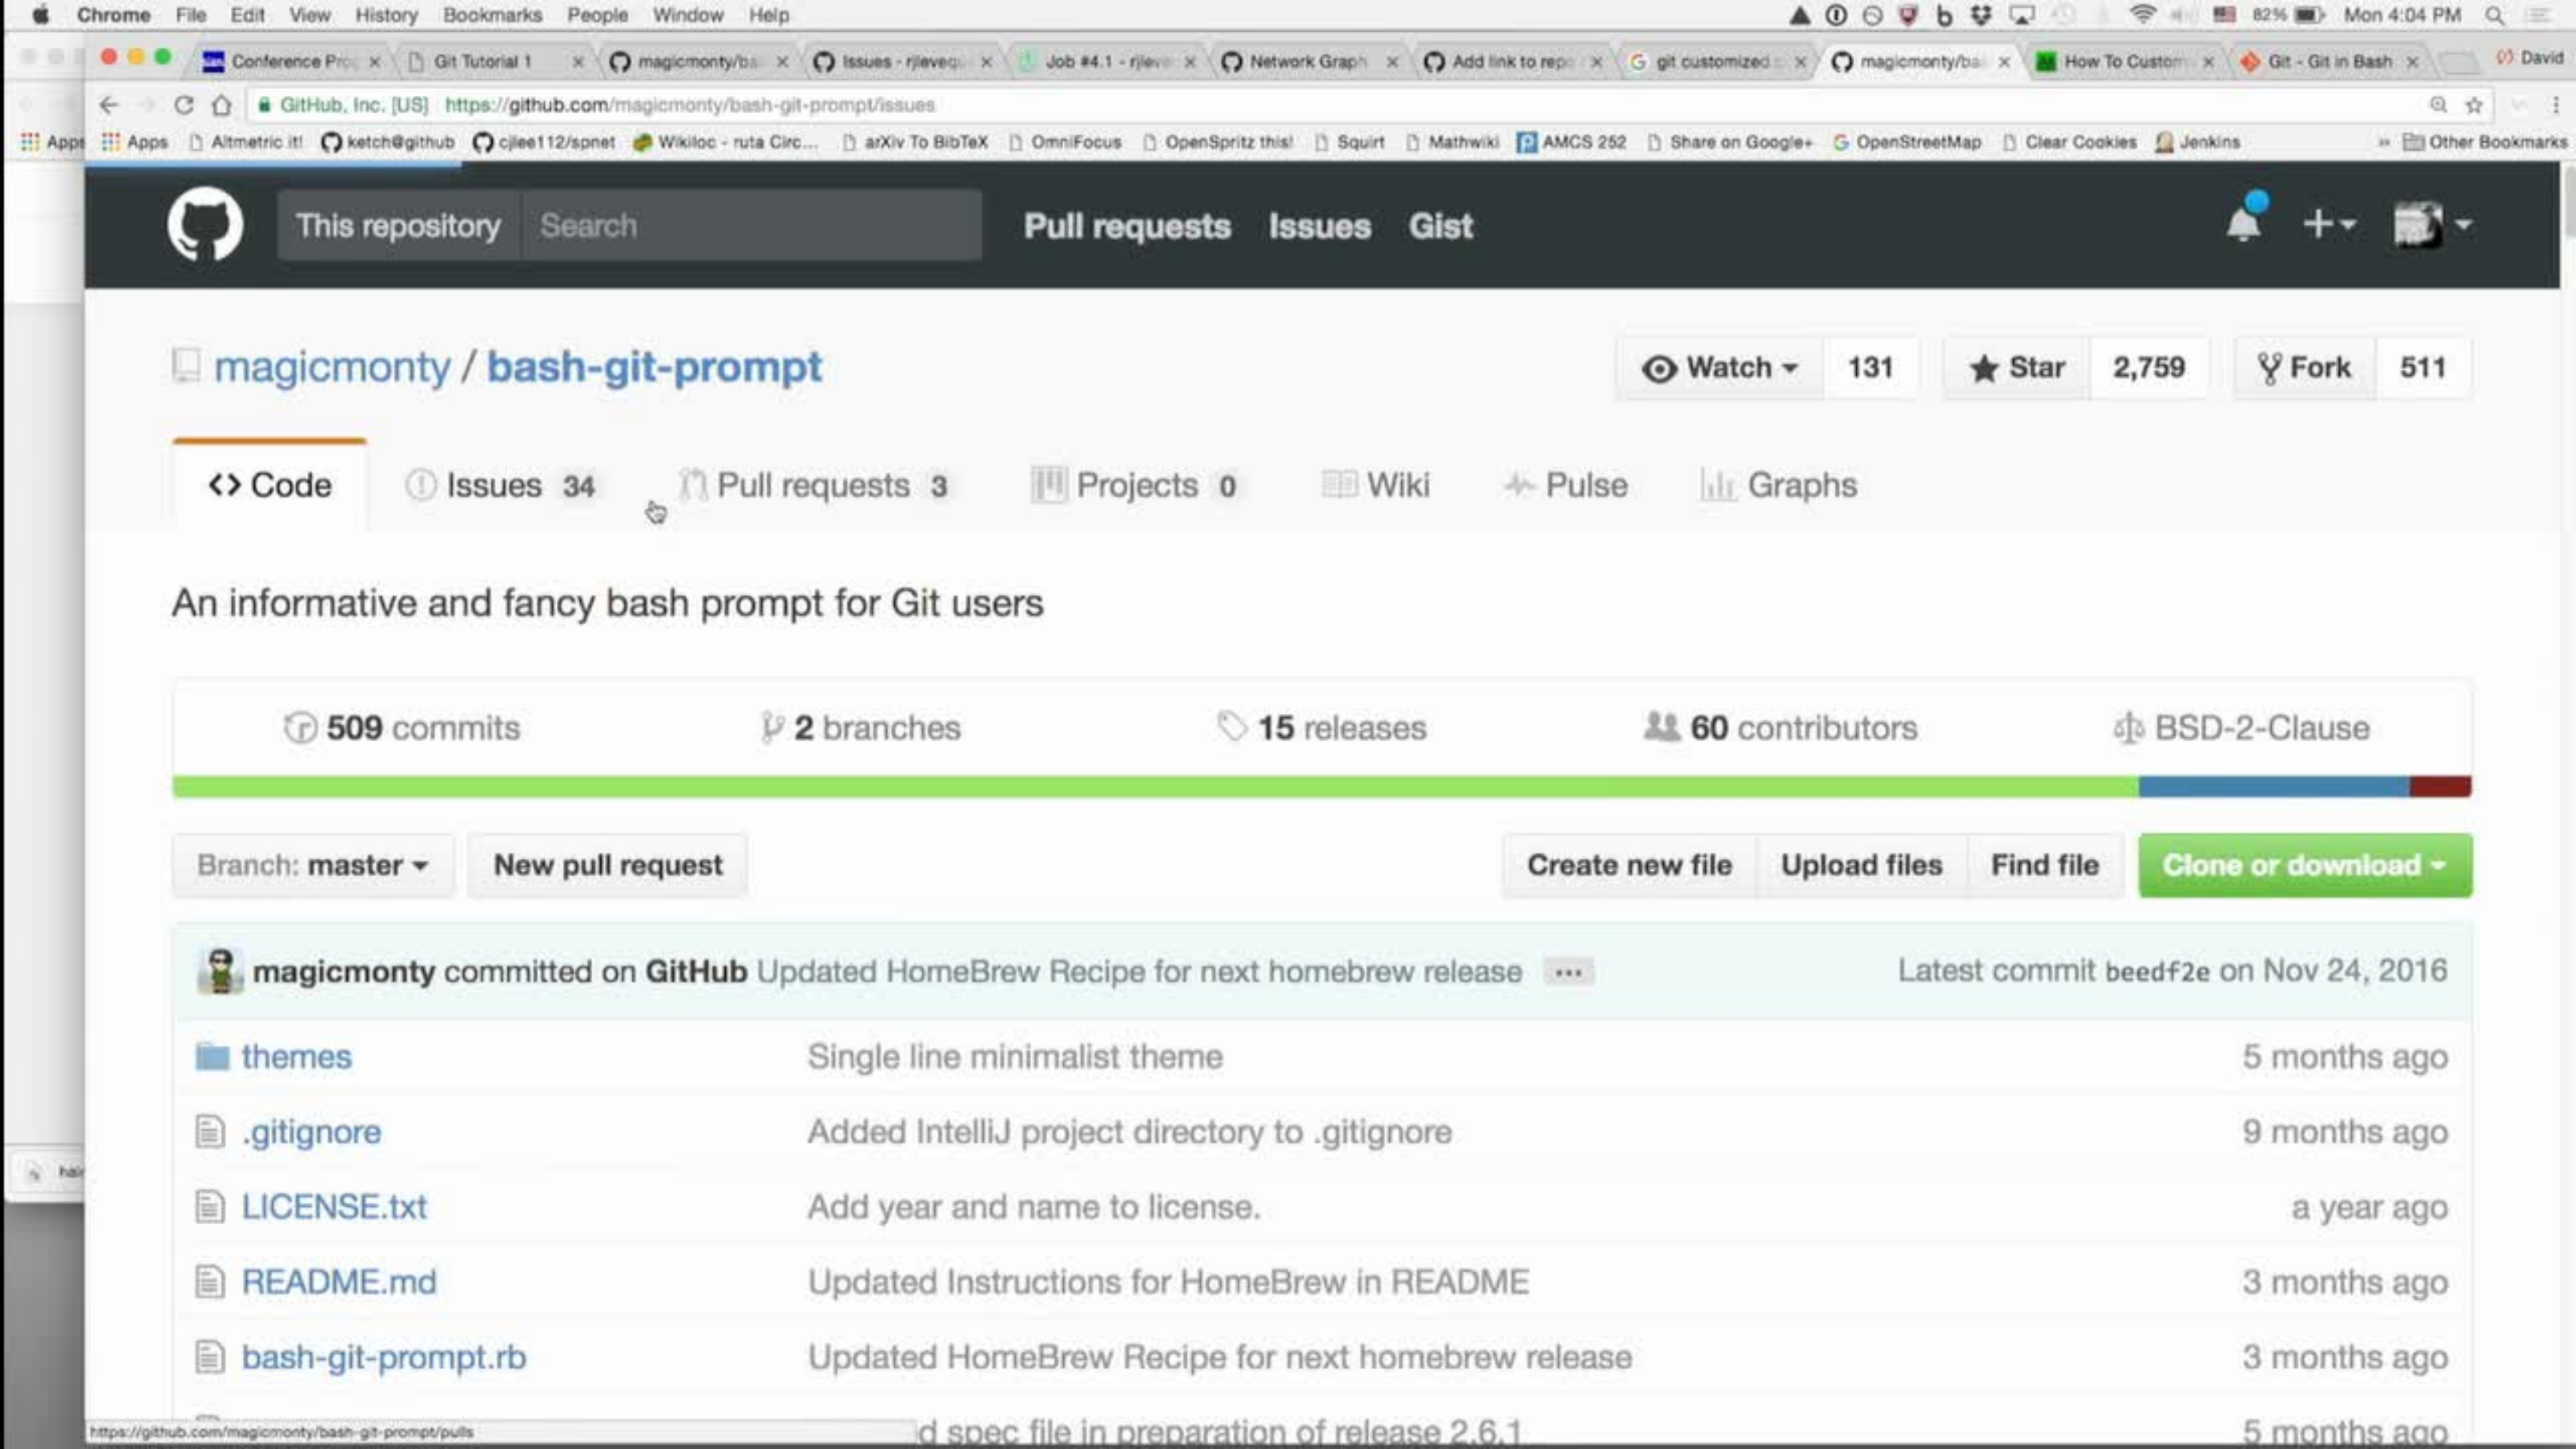 Chrome File Edit View History Bookmarks People Window Help 82% Mon 4:04 PM
Conference Pro Git Tutorial 1 magicmonty/ba Issues - rjlevequ Job #4.1 - rjleve Network Graph Add link to repo git customized magicmonty/ba How To Custom Git - Git in Bash David
GitHub, Inc. [US] https://github.com/magicmonty/bash-git-prompt/issues
Apps Apps Altmetric it! ketch@github cjlee112/spnet Wikiloc - ruta Circ... arXiv To BibTeX OmniFocus OpenSpritz this! Squirt Mathwiki AMCS 252 Share on Google+ OpenStreetMap Clear Cookies Jenkins » Other Bookmarks
This repository Search Pull requests Issues Gist
magicmonty / bash-git-prompt Watch 131 Star 2,759 Fork 511
<> Code Issues 34 Pull requests 3 Projects 0 Wiki Pulse Graphs
An informative and fancy bash prompt for Git users
509 commits 2 branches 15 releases 60 contributors BSD-2-Clause
Branch: master New pull request Create new file Upload files Find file Clone or download
magicmonty committed on GitHub Updated HomeBrew Recipe for next homebrew release ... Latest commit beedf2e on Nov 24, 2016
themes Single line minimalist theme 5 months ago
.gitignore Added IntelliJ project directory to .gitignore 9 months ago
LICENSE.txt Add year and name to license. a year ago
README.md Updated Instructions for HomeBrew in README 3 months ago
bash-git-prompt.rb Updated HomeBrew Recipe for next homebrew release 3 months ago
d spec file in preparation of release 2.6.1 5 months ago
https://github.com/magicmonty/bash-git-prompt/pulls